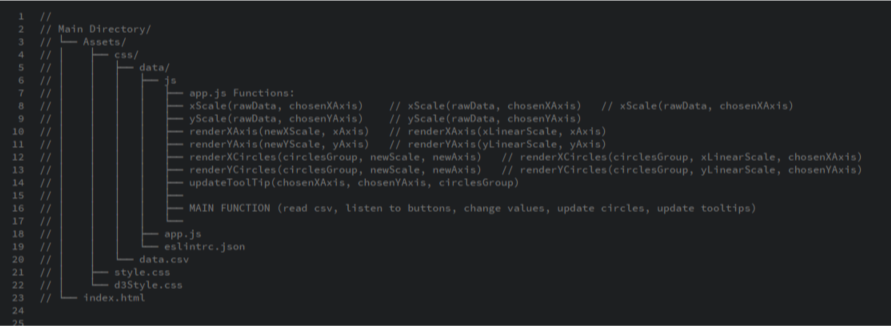 1 //
2 // Main Directory/
3 // └── Assets/
4 // │   ├── css/
5 // │   │   ├── data/
6 // │   │   │   ├── js
7 // │   │   │   │   ├── app.js Functions:
8 // │   │   │   │   ├── xScale(rawData, chosenXAxis)   // xScale(rawData, chosenXAxis)   // xScale(rawData, chosenXAxis)
9 // │   │   │   │   ├── yScale(rawData, chosenYAxis)   // yScale(rawData, chosenYAxis)
10 // │   │   │   │   ├── renderXAxis(newXScale, xAxis)   // renderXAxis(xLinearScale, xAxis)
11 // │   │   │   │   ├── renderYAxis(newYScale, yAxis)   // renderYAxis(yLinearScale, yAxis)
12 // │   │   │   │   ├── renderXCircles(circlesGroup, newScale, newAxis)   // renderXCircles(circlesGroup, xLinearScale, chosenXAxis)
13 // │   │   │   │   ├── renderYCircles(circlesGroup, newScale, newAxis)   // renderYCircles(circlesGroup, yLinearScale, chosenYAxis)
14 // │   │   │   │   ├── updateToolTip(chosenXAxis, chosenYAxis, circlesGroup)
15 // │   │   │   │   ├──
16 // │   │   │   │   ├── MAIN FUNCTION (read csv, listen to buttons, change values, update circles, update tooltips)
17 // │   │   │   │   └──
18 // │   │   │   ├── app.js
19 // │   │   │   └── eslintrc.json
20 // │   │   └── data.csv
21 // │   ├── style.css
22 // │   └── d3Style.css
23 // └── index.html
24
25